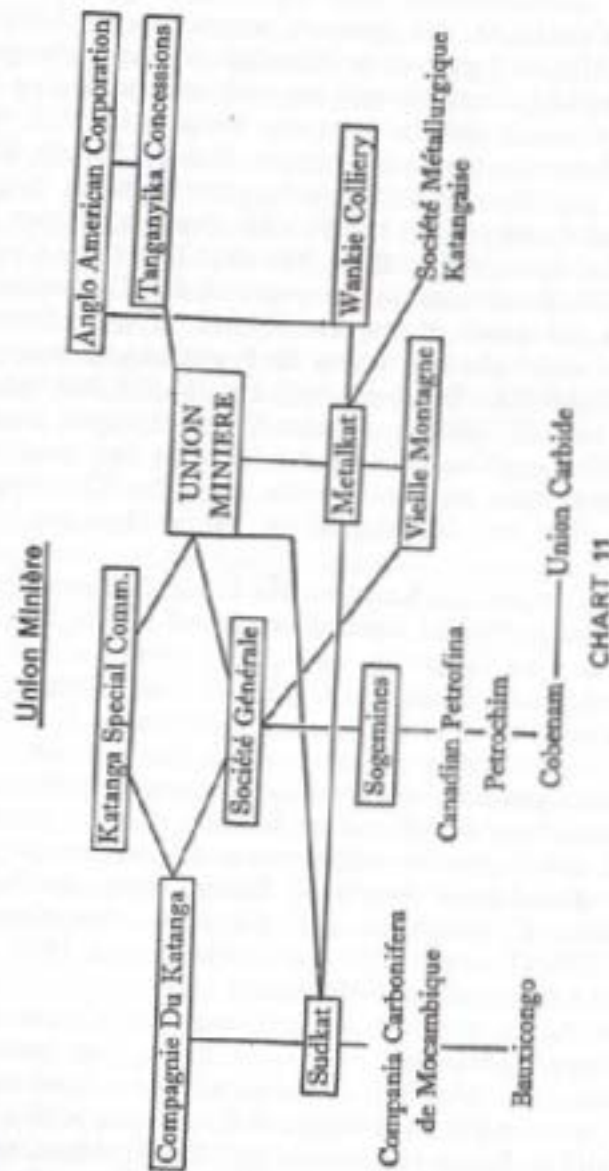 Union Minière
Anglo American Corporation
Tanganyika Concessions
Katanga Special Comm.
UNION
MINIERE
Compagnie Du Katanga
Société Générale
Wankie Colliery
Metalkat
Société Métallurgique
Katangaise
Vieille Montagne
Sudkat
Sogemines
Compania Carbonifera
de Mocambique
Canadian Petrofina
Petrochim
Bauxicongo
Cobenam
Union Carbide
CHART 11